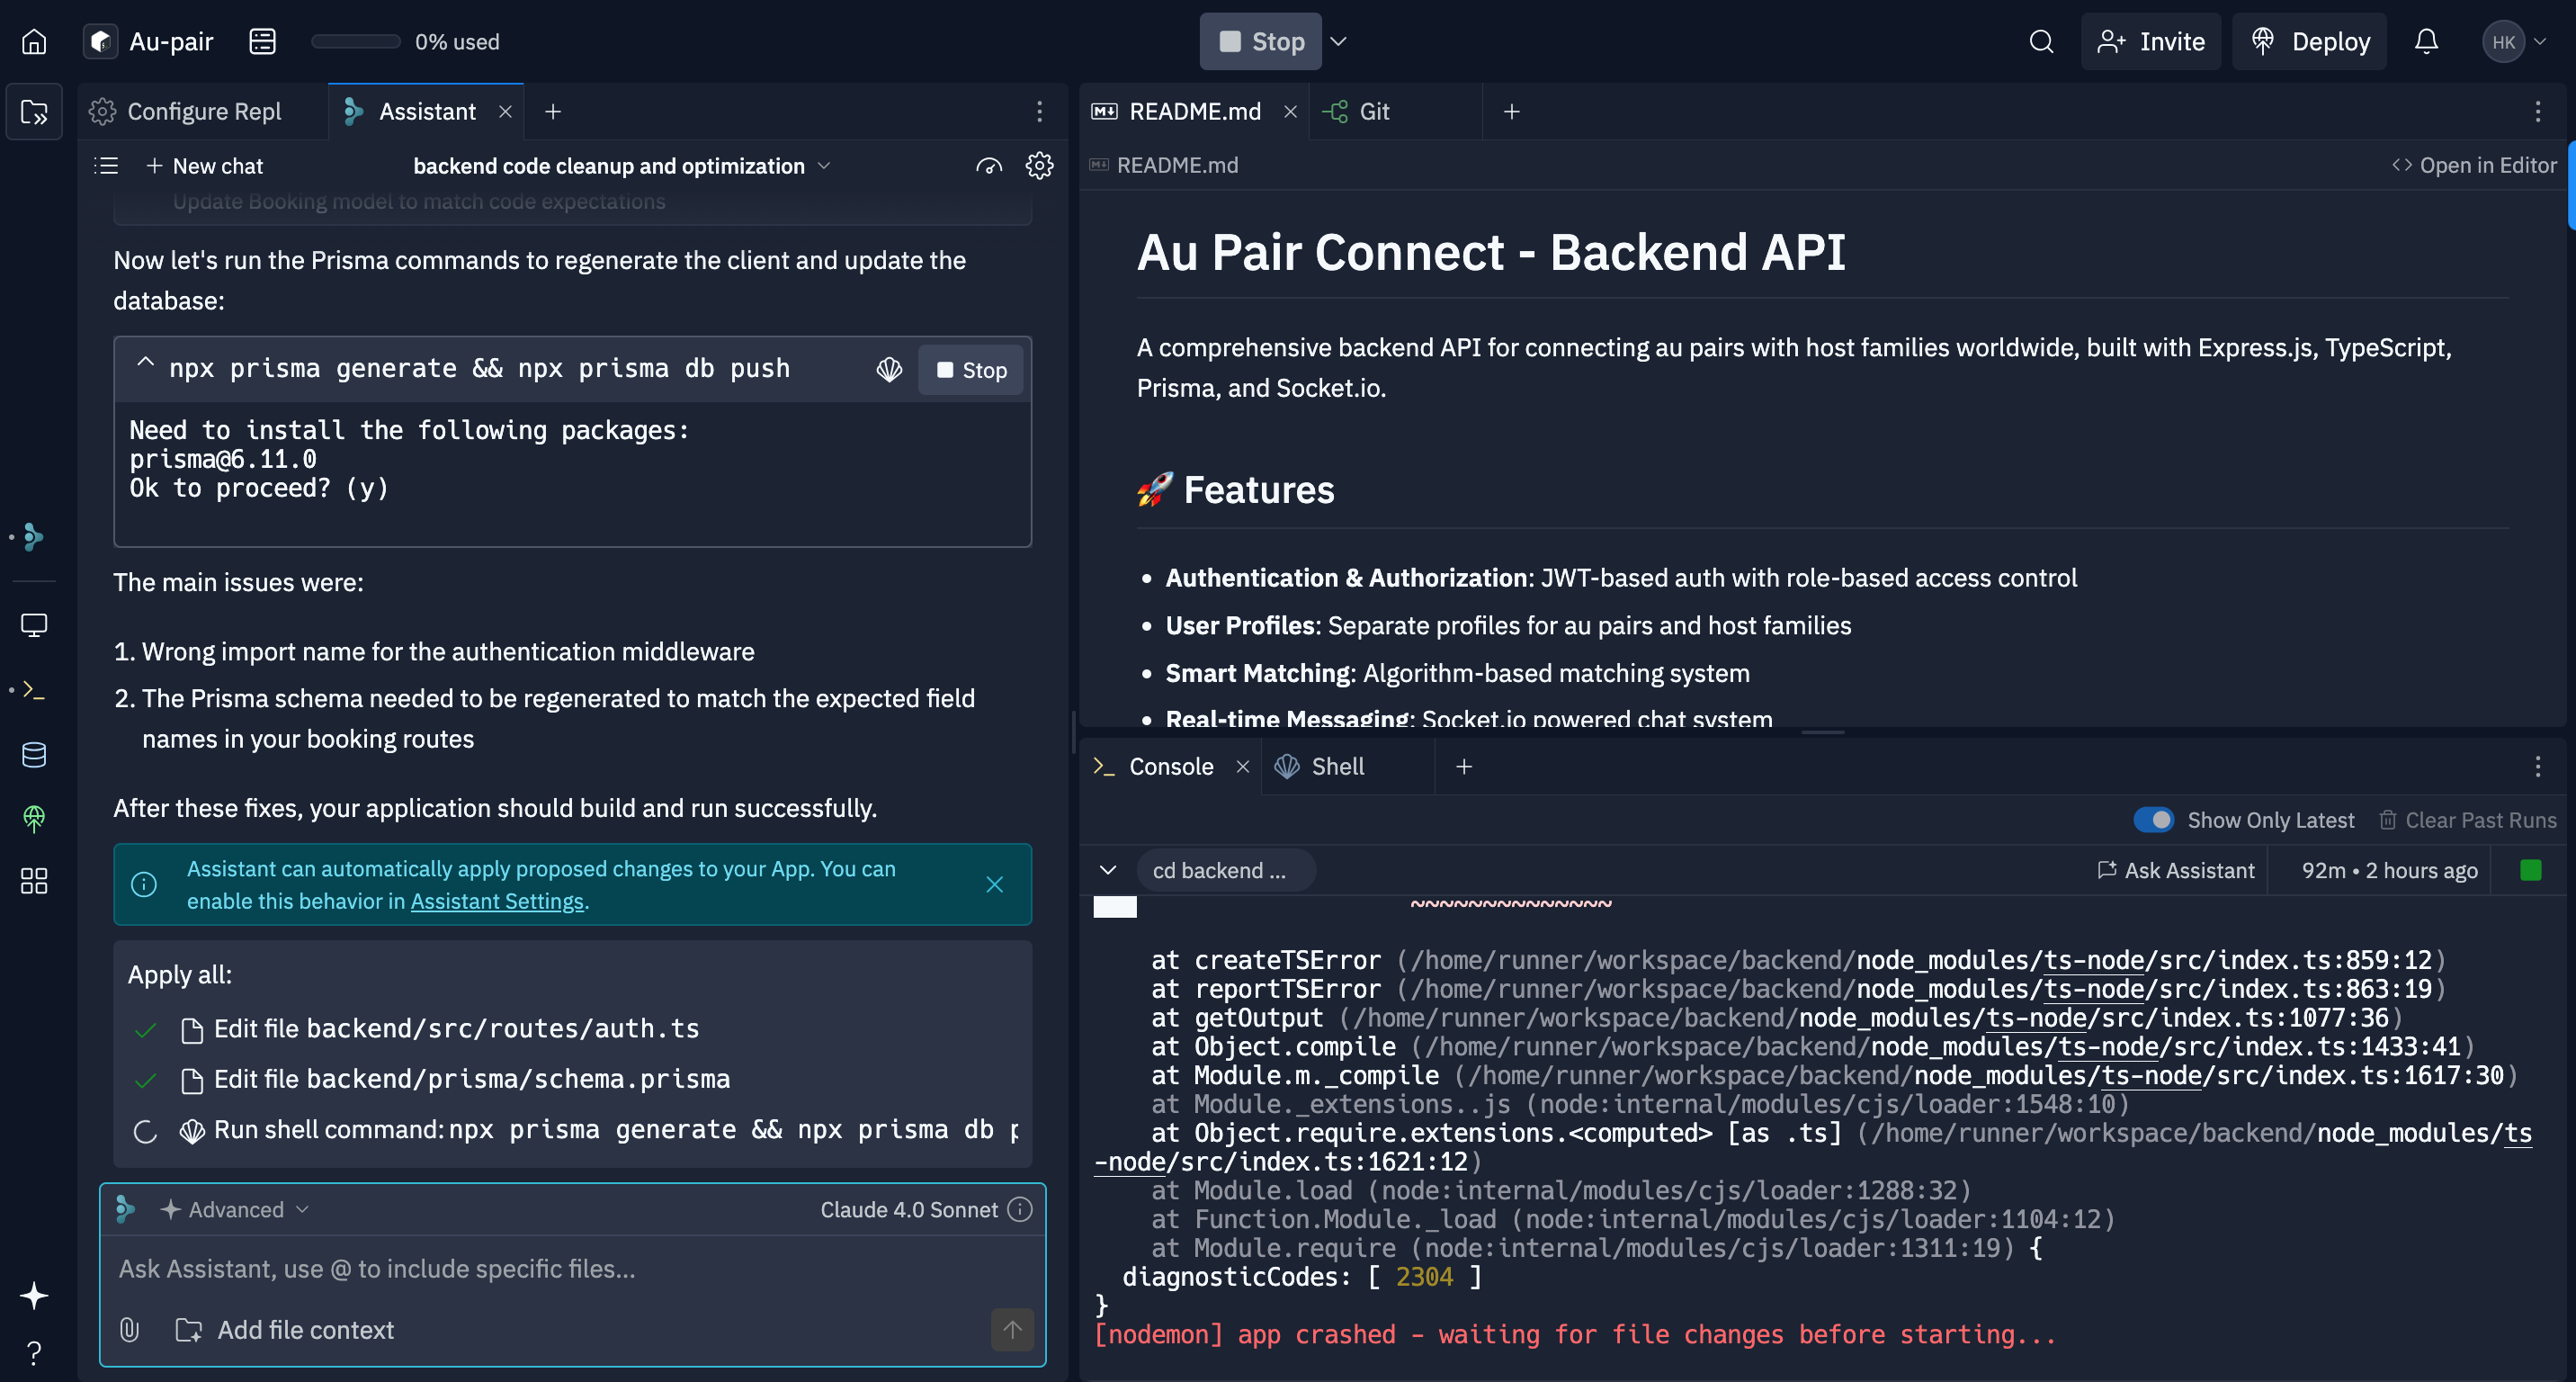 Au-pair
0% used
Stop
Invite
Deploy
HK
Configure Repl
Assistant
New chat
backend code cleanup and optimization
Update Booking model to match code expectations
Now let's run the Prisma commands to regenerate the client and update the
database:
npx prisma generate && npx prisma db push
Stop
Need to install the following packages:
prisma@6.11.0
Ok to proceed? (y)
The main issues were:
1. Wrong import name for the authentication middleware
2. The Prisma schema needed to be regenerated to match the expected field
names in your booking routes
After these fixes, your application should build and run successfully.
Assistant can automatically apply proposed changes to your App. You can
enable this behavior in Assistant Settings.
Apply all:
Edit file backend/src/routes/auth.ts
Edit file backend/prisma/schema.prisma
Run shell command: npx prisma generate && npx prisma db p
Advanced
Claude 4.0 Sonnet
Ask Assistant, use @ to include specific files...
Add file context
README.md
Git
README.md
Open in Editor
Au Pair Connect - Backend API
A comprehensive backend API for connecting au pairs with host families worldwide, built with Express.js, TypeScript,
Prisma, and Socket.io.
🚀 Features
• Authentication & Authorization: JWT-based auth with role-based access control
• User Profiles: Separate profiles for au pairs and host families
• Smart Matching: Algorithm-based matching system
• Real-time Messaging: Socket.io powered chat system
Console
Shell
Show Only Latest
Clear Past Runs
cd backend ...
Ask Assistant
92m • 2 hours ago
~~~~~~~~~~~~~~
at createTSError (/home/runner/workspace/backend/node_modules/ts-node/src/index.ts:859:12)
at reportTSError (/home/runner/workspace/backend/node_modules/ts-node/src/index.ts:863:19)
at getOutput (/home/runner/workspace/backend/node_modules/ts-node/src/index.ts:1077:36)
at Object.compile (/home/runner/workspace/backend/node_modules/ts-node/src/index.ts:1433:41)
at Module.m._compile (/home/runner/workspace/backend/node_modules/ts-node/src/index.ts:1617:30)
at Module._extensions..js (node:internal/modules/cjs/loader:1548:10)
at Object.require.extensions.<computed> [as .ts] (/home/runner/workspace/backend/node_modules/ts
-node/src/index.ts:1621:12)
at Module.load (node:internal/modules/cjs/loader:1288:32)
at Function.Module._load (node:internal/modules/cjs/loader:1104:12)
at Module.require (node:internal/modules/cjs/loader:1311:19) {
diagnosticCodes: [ 2304 ]
}
[nodemon] app crashed - waiting for file changes before starting...